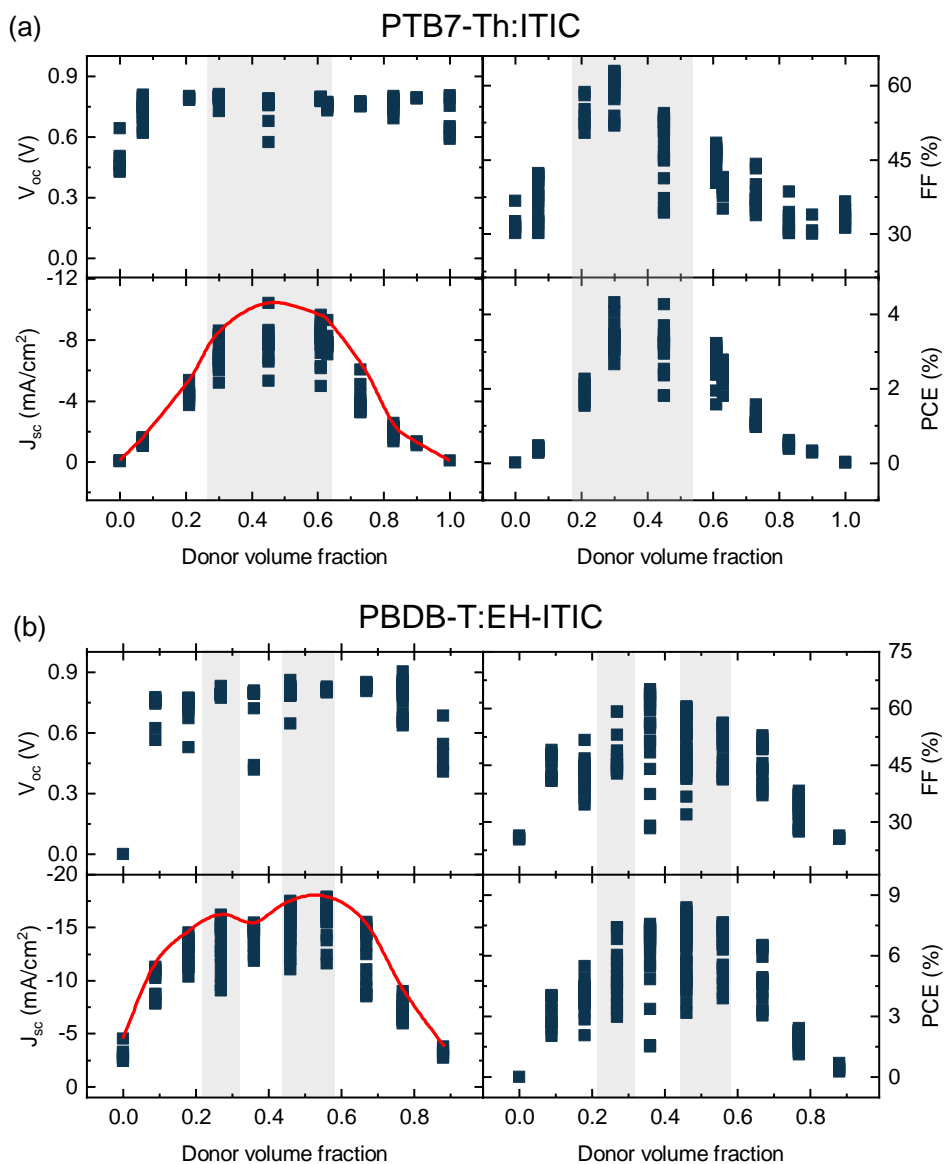 (a)
PTB7-Th:ITIC
0.9
0.6
0.3
0.0
V_oc (V)
60
45
30
FF (%)
-12
-8
-4
0
J_sc (mA/cm²)
4
2
0
PCE (%)
0.0 0.2 0.4 0.6 0.8 1.0
0.0 0.2 0.4 0.6 0.8 1.0
Donor volume fraction
Donor volume fraction
(b)
PBDB-T:EH-ITIC
0.9
0.6
0.3
0.0
V_oc (V)
75
60
45
30
FF (%)
-20
-15
-10
-5
0
J_sc (mA/cm²)
9
6
3
0
PCE (%)
0.0 0.2 0.4 0.6 0.8
0.0 0.2 0.4 0.6 0.8
Donor volume fraction
Donor volume fraction